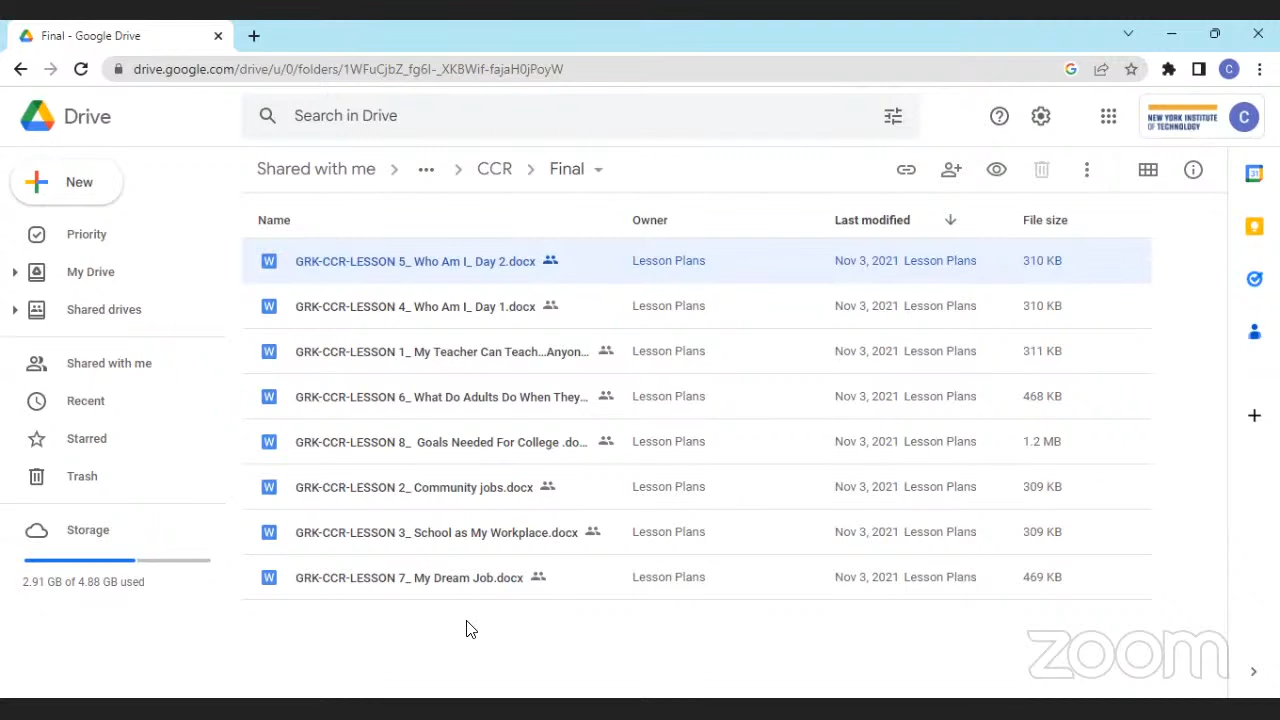 Final - Google Drive
drive.google.com/drive/u/0/folders/1WFuCjbZ_fg6I-_XKBWif-fajaH0jPoyW
C
Drive
Search in Drive
NEW YORK INSTITUTE
OF TECHNOLOGY
C
New
Shared with me
CCR
Final
Priority
My Drive
Shared drives
Shared with me
Recent
Starred
Trash
Storage
2.91 GB of 4.88 GB used
Name Owner Last modified File size
GRK-CCR-LESSON 5_ Who Am I_ Day 2.docx Lesson Plans Nov 3, 2021 Lesson Plans 310 KB
GRK-CCR-LESSON 4_ Who Am I_ Day 1.docx Lesson Plans Nov 3, 2021 Lesson Plans 310 KB
GRK-CCR-LESSON 1_ My Teacher Can Teach...Anyon... Lesson Plans Nov 3, 2021 Lesson Plans 311 KB
GRK-CCR-LESSON 6_ What Do Adults Do When They... Lesson Plans Nov 3, 2021 Lesson Plans 468 KB
GRK-CCR-LESSON 8_ Goals Needed For College .do... Lesson Plans Nov 3, 2021 Lesson Plans 1.2 MB
GRK-CCR-LESSON 2_ Community jobs.docx Lesson Plans Nov 3, 2021 Lesson Plans 309 KB
GRK-CCR-LESSON 3_ School as My Workplace.docx Lesson Plans Nov 3, 2021 Lesson Plans 309 KB
GRK-CCR-LESSON 7_ My Dream Job.docx Lesson Plans Nov 3, 2021 Lesson Plans 469 KB
zoom